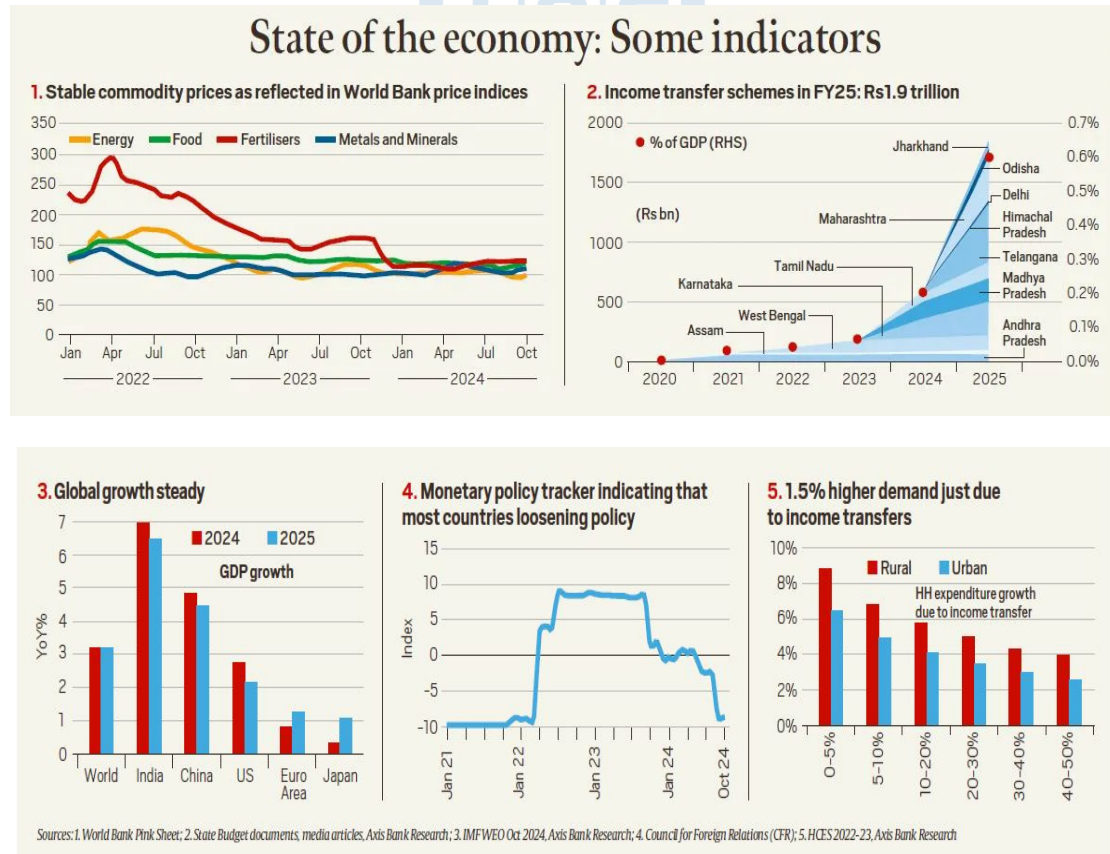 State of the economy: Some indicators
1. Stable commodity prices as reflected in World Bank price indices
350
300
250
200
150
100
50
0
Energy Food Fertilisers Metals and Minerals
Jan Apr Jul Oct Jan Apr Jul Oct Jan Apr Jul Oct
2022 2023 2024
2. Income transfer schemes in FY25: Rs1.9 trillion
2000
1500
1000
500
0
% of GDP (RHS)
(Rs bn)
0.7%
0.6%
0.5%
0.4%
0.3%
0.2%
0.1%
0.0%
Jharkhand
Odisha
Delhi
Maharashtra
Himachal
Pradesh
Tamil Nadu
Telangana
Karnataka
Madhya
Pradesh
West Bengal
Assam
Andhra
Pradesh
2020 2021 2022 2023 2024 2025
3. Global growth steady
7
6
5
4
3
2
1
0
YoY%
2024 2025
GDP growth
World India China US Euro Japan
Area
4. Monetary policy tracker indicating that
most countries loosening policy
15
10
5
0
-5
-10
Index
Jan 21 Jan 22 Jan 23 Jan 24 Oct 24
5. 1.5% higher demand just due
to income transfers
10%
8%
6%
4%
2%
0%
Rural Urban
HH expenditure growth
due to income transfer
0-5% 5-10% 10-20% 20-30% 30-40% 40-50%
Sources: 1. World Bank Pink Sheet; 2. State Budget documents, media articles, Axis Bank Research; 3. IMF WEO Oct 2024, Axis Bank Research; 4. Council for Foreign Relations (CFR); 5. HCES 2022-23, Axis Bank Research